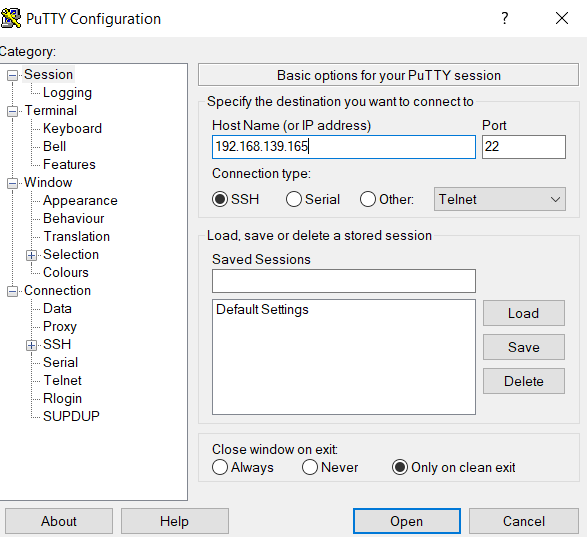 PuTTY Configuration
?
Category:
Session
Logging
Terminal
Keyboard
Bell
Features
Window
Appearance
Behaviour
Translation
Selection
Colours
Connection
Data
Proxy
SSH
Serial
Telnet
Rlogin
SUPDUP
Basic options for your PuTTY session
Specify the destination you want to connect to
Host Name (or IP address) Port
192.168.139.165 22
Connection type:
SSH Serial Other: Telnet
Load, save or delete a stored session
Saved Sessions
Default Settings
Load
Save
Delete
Close window on exit:
Always Never Only on clean exit
About Help Open Cancel